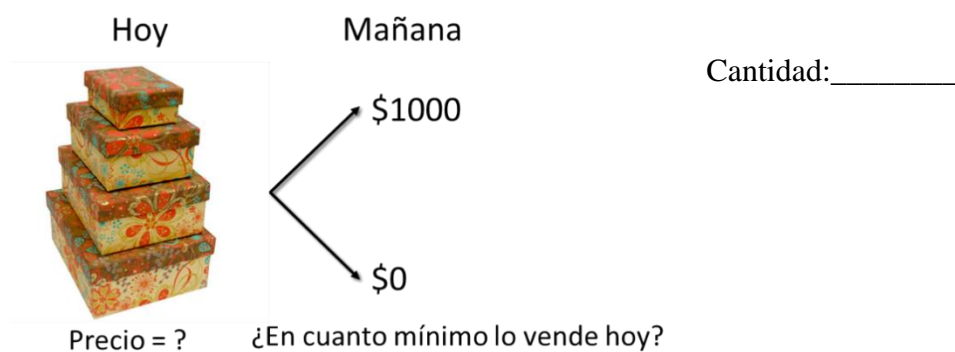 Hoy Mañana
Cantidad:________
$1000
$0
Precio = ? ¿En cuanto mínimo lo vende hoy?